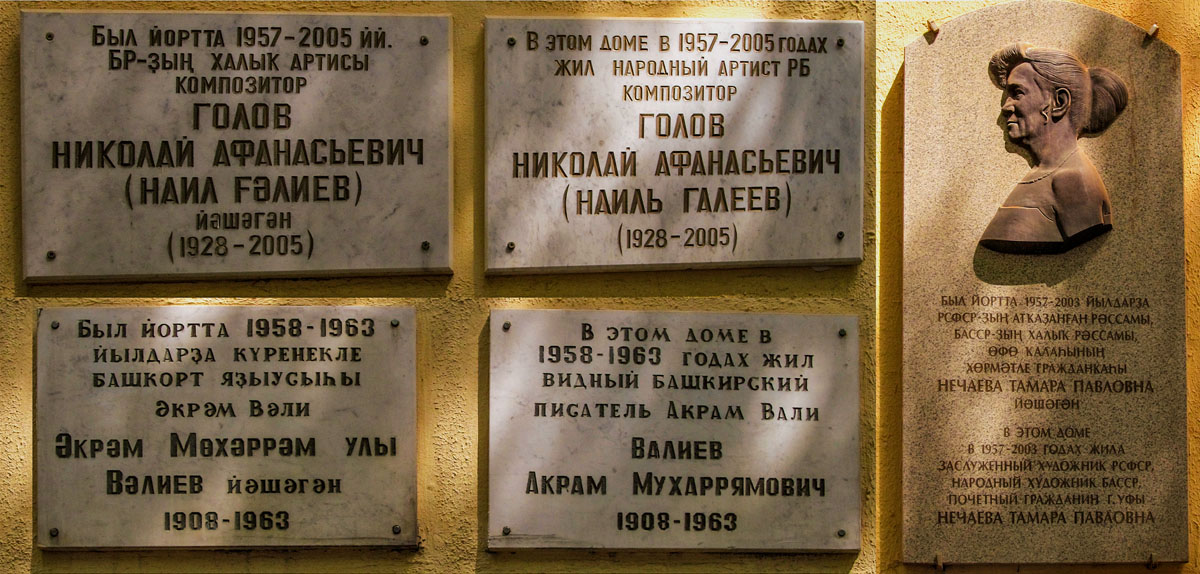 Был йортта 1957-2005 йй.
БР-ҙың халыҡ артисы
композитор
ГОЛОВ
НИКОЛАЙ АФАНАСЬЕВИЧ
(НАИЛ ҒӘЛИЕВ)
йәшәгән
(1928-2005)
В этом доме в 1957-2005 годах
жил народный артист РБ
композитор
ГОЛОВ
НИКОЛАЙ АФАНАСЬЕВИЧ
(НАИЛЬ ГАЛЕЕВ)
(1928-2005)
Был йортта 1958-1963
йылдарҙа күренекле
башҡорт яҙыусыһы
Әкрәм Вәли
Әкрәм Мөхәррәм улы
Вәлиев йәшәгән
1908-1963
В этом доме в
1958-1963 годах жил
видный башкирский
писатель Акрам Вали
Валиев
Акрам Мухаррямович
1908-1963
БЫЛ ЙОРТТА 1957-2003 ЙЫЛДАРҘА
РСФСР-ҘЫҢ АТҠАҘАНҒАН РӘССАМЫ,
БАССР-ҘЫҢ ХАЛЫҠ РӘССАМЫ,
ӨФӨ ҠАЛАҺЫНЫҢ
ХӨРМӘТЛЕ ГРАЖДАНКАҺЫ
НЕЧАЕВА ТАМАРА ПАВЛОВНА
ЙӘШӘГӘН
В ЭТОМ ДОМЕ
В 1957-2003 ГОДАХ ЖИЛА
ЗАСЛУЖЕННЫЙ ХУДОЖНИК РСФСР,
НАРОДНЫЙ ХУДОЖНИК БАССР,
ПОЧЕТНЫЙ ГРАЖДАНИН Г.УФЫ
НЕЧАЕВА ТАМАРА ПАВЛОВНА